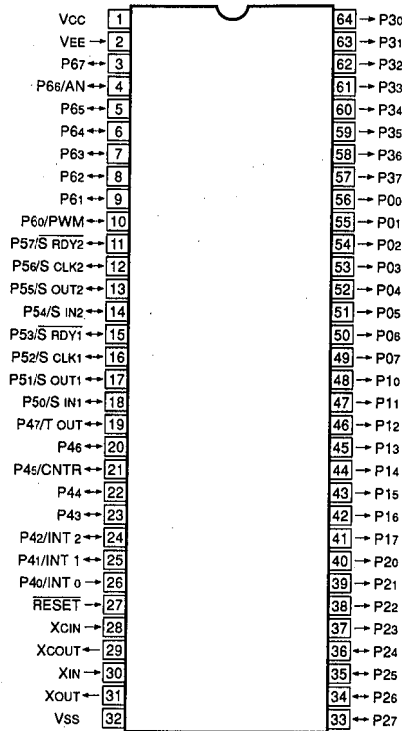 VCC 1 64 P30
VEE 2 63 P31
P67 3 62 P32
P66/AN 4 61 P33
P65 5 60 P34
P64 6 59 P35
P63 7 58 P36
P62 8 57 P37
P61 9 56 P00
P60/PWM 10 55 P01
P57/S RDY2 11 54 P02
P56/S CLK2 12 53 P03
P55/S OUT2 13 52 P04
P54/S IN2 14 51 P05
P53/S RDY1 15 50 P06
P52/S CLK1 16 49 P07
P51/S OUT1 17 48 P10
P50/S IN1 18 47 P11
P47/T OUT 19 46 P12
P46 20 45 P13
P45/CNTR 21 44 P14
P44 22 43 P15
P43 23 42 P16
P42/INT 2 24 41 P17
P41/INT 1 25 40 P20
P40/INT 0 26 39 P21
RESET 27 38 P22
XCIN 28 37 P23
XCOUT 29 36 P24
XIN 30 35 P25
XOUT 31 34 P26
VSS 32 33 P27